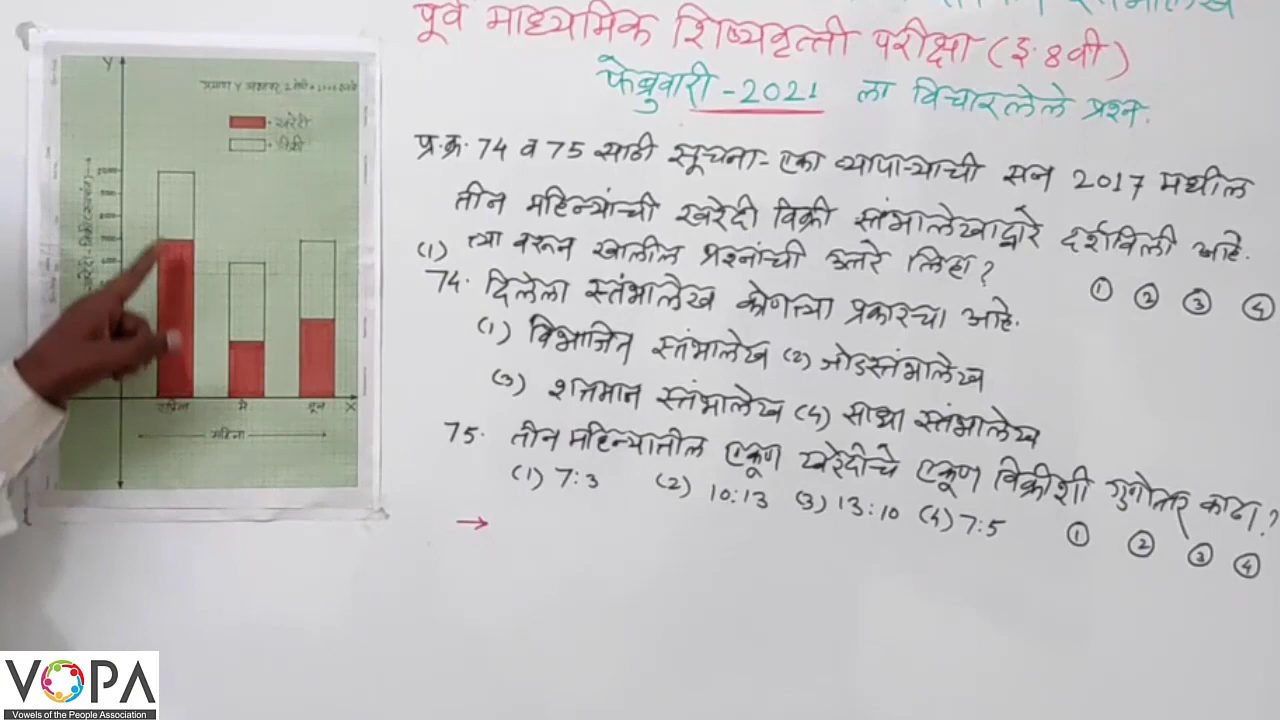 पूर्व माध्यमिक शिष्यवृत्ती परीक्षा (इ. 8 वी)
फेब्रुवारी - 2021 ला विचारलेले प्रश्न.
प्र.क्र. 74 व 75 साठी सूचना - एका व्यापाऱ्याची सन 2017 मधील
तीन महिन्यांची खरेदी विक्री स्तंभालेखाद्वारे दर्शविली आहे.
(1) त्या वरून खालील प्रश्नांची उत्तरे लिहा?
74. दिलेला स्तंभालेख कोणत्या प्रकारचा आहे.
① ② ③ ④
(1) विभाजित स्तंभालेख (2) जोडस्तंभालेख
(3) शतमान स्तंभालेख (4) साधा स्तंभालेख
75. तीन महिन्यातील एकूण खरेदीचे एकूण विक्रीशी गुणोत्तर काढा?
(1) 7:3 (2) 10:13 (3) 13:10 (4) 7:5
① ② ③ ④
→
Y
खरेदी
विक्री
एप्रिल मे जून X
महिना
VOPA
Vowels of the People Association